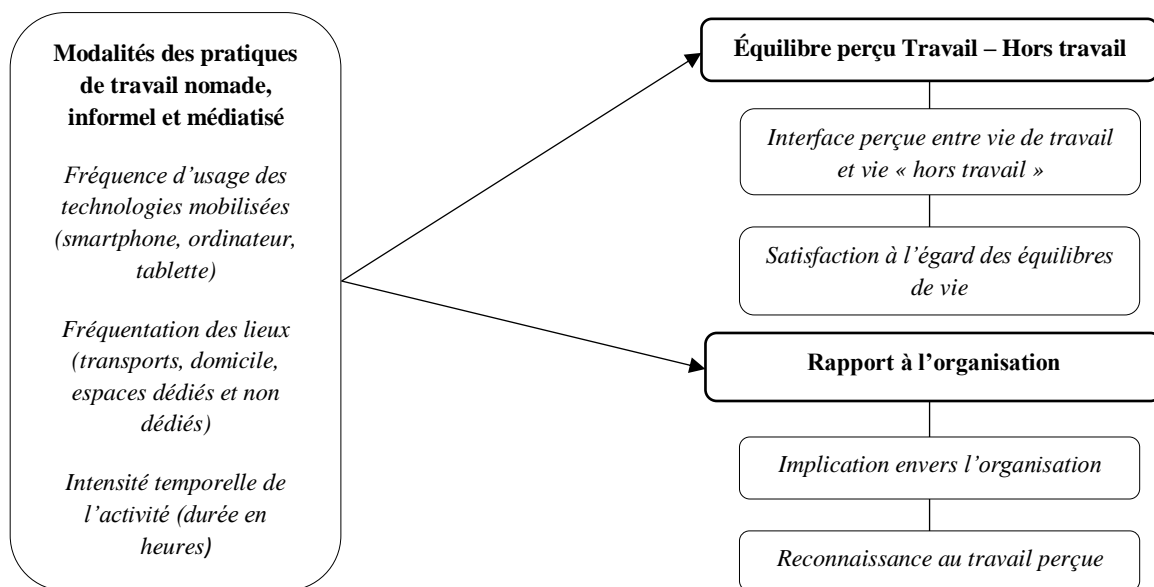 Modalités des pratiques
de travail nomade,
informel et médiatisé
Fréquence d’usage des
technologies mobilisées
(smartphone, ordinateur,
tablette)
Fréquentation des lieux
(transports, domicile,
espaces dédiés et non
dédiés)
Intensité temporelle de
l’activité (durée en
heures)
Équilibre perçu Travail – Hors travail
Interface perçue entre vie de travail
et vie « hors travail »
Satisfaction à l’égard des équilibres
de vie
Rapport à l’organisation
Implication envers l’organisation
Reconnaissance au travail perçue